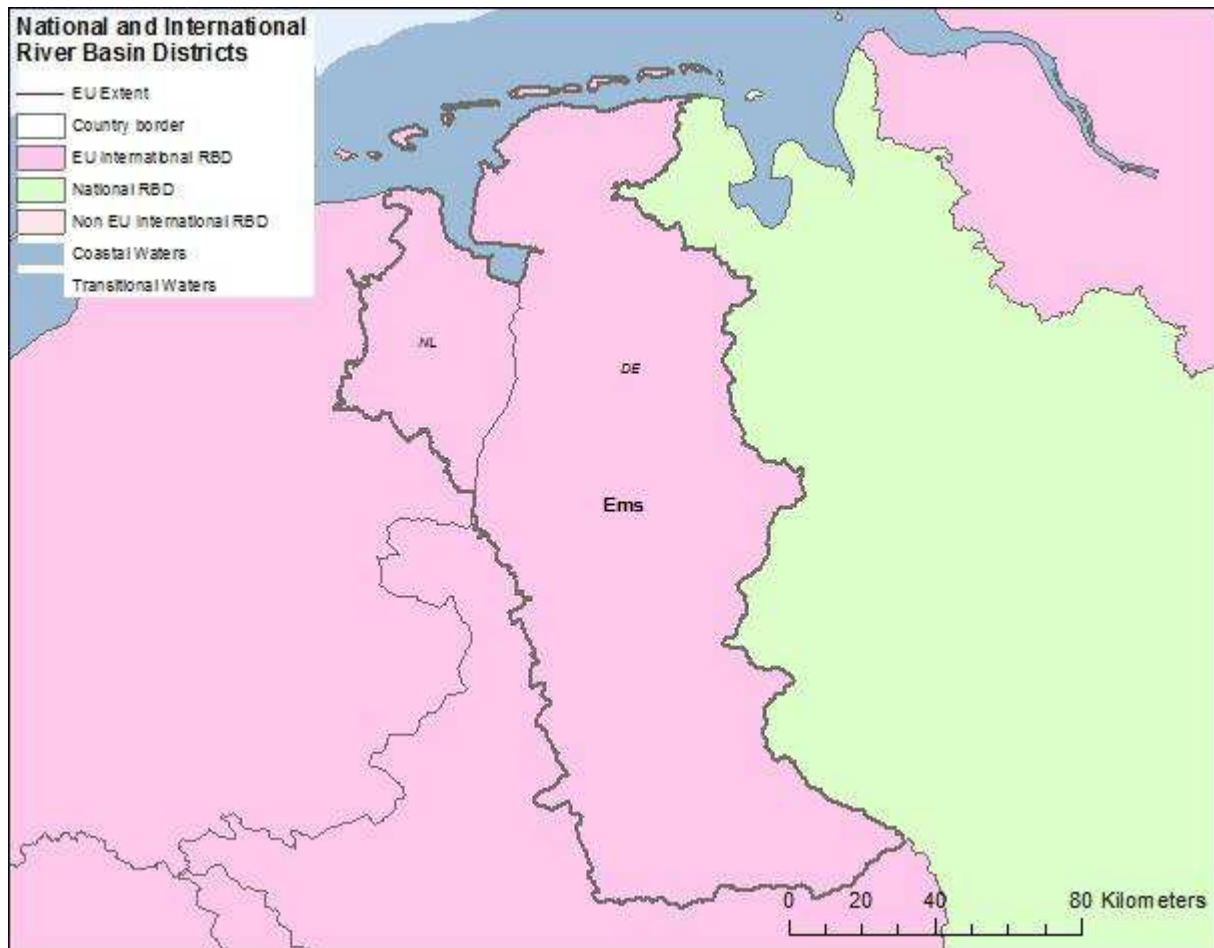 National and International
River Basin Districts
EU Extent
Country border
EU International RBD
National RBD
Non EU International RBD
Coastal Waters
Transitional Waters
NL
DE
Ems
0 20 40 80 Kilometers